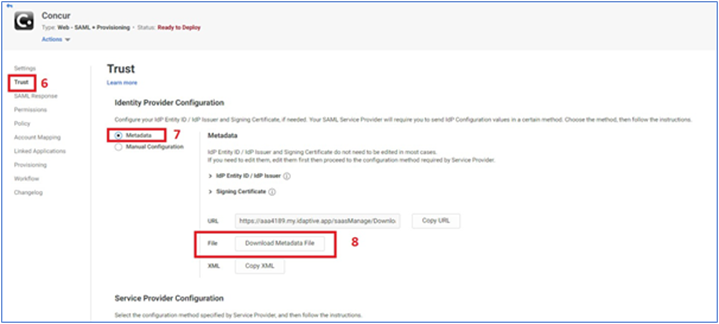 Concur
Type: Web - SAML + Provisioning • Status: Ready to Deploy
Actions
Settings
Trust
6
SAML Response
Permissions
Policy
Account Mapping
Linked Applications
Provisioning
Workflow
Changelog
Trust
Learn more
Identity Provider Configuration
Configure your IdP Entity ID / IdP Issuer and Signing Certificate, if needed. Your SAML Service Provider will require you to send IdP Configuration values in a certain method. Choose the method, then follow the instructions.
Metadata
7
Manual Configuration
Metadata
IdP Entity ID / IdP Issuer and Signing Certificate do not need to be edited in most cases.
If you need to edit them, edit them first then proceed to the configuration method required by Service Provider.
> IdP Entity ID / IdP Issuer
> Signing Certificate
URL https://aaa4189.my.idaptive.app/saasManage/Downlo Copy URL
File Download Metadata File 8
XML Copy XML
Service Provider Configuration
Select the configuration method specified by Service Provider, and then follow the instructions.